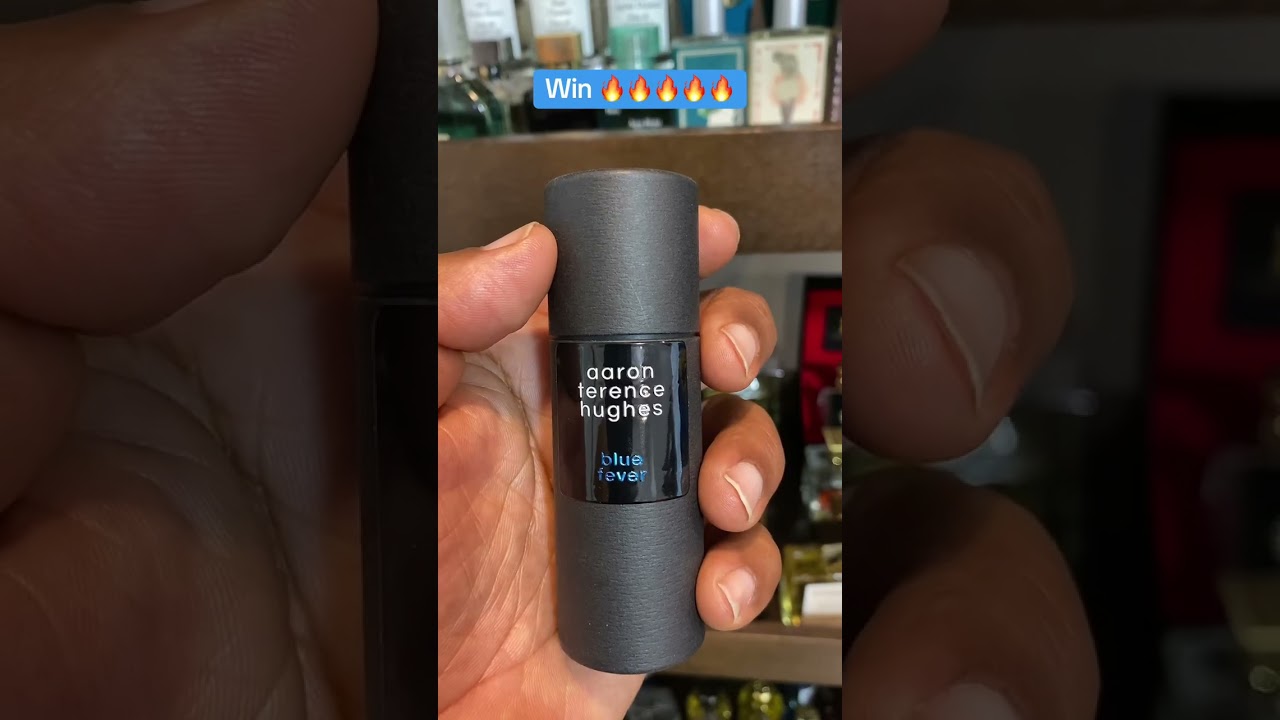 Win 🔥🔥🔥🔥🔥
aaron
terence
hughes
blue
fever